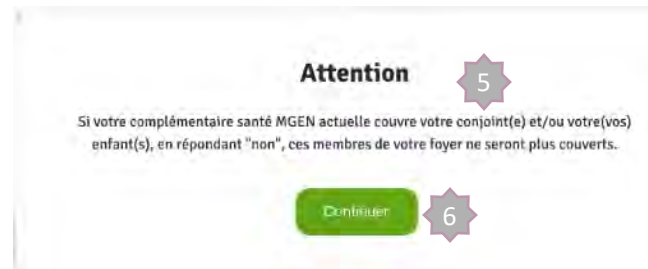 Attention
5
Si votre complémentaire santé MGEN actuelle couvre votre conjoint(e) et/ou votre(vos)
enfant(s), en répondant "non", ces membres de votre foyer ne seront plus couverts.
Continuer
6